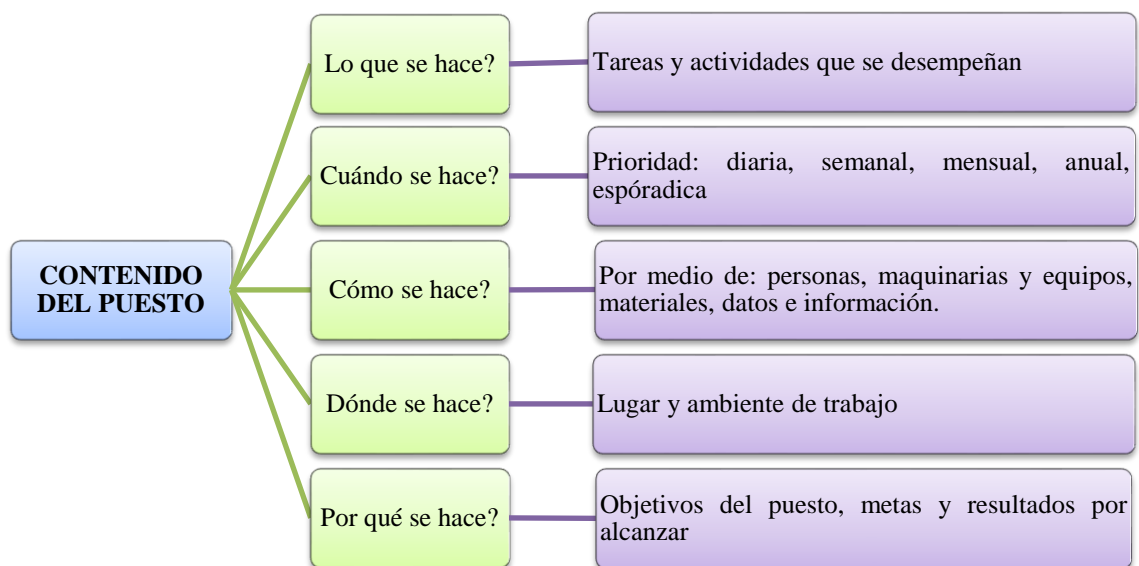 CONTENIDO
DEL PUESTO
Lo que se hace?
Tareas y actividades que se desempeñan
Cuándo se hace?
Prioridad: diaria, semanal, mensual, anual,
espóradica
Cómo se hace?
Por medio de: personas, maquinarias y equipos,
materiales, datos e información.
Dónde se hace?
Lugar y ambiente de trabajo
Por qué se hace?
Objetivos del puesto, metas y resultados por
alcanzar